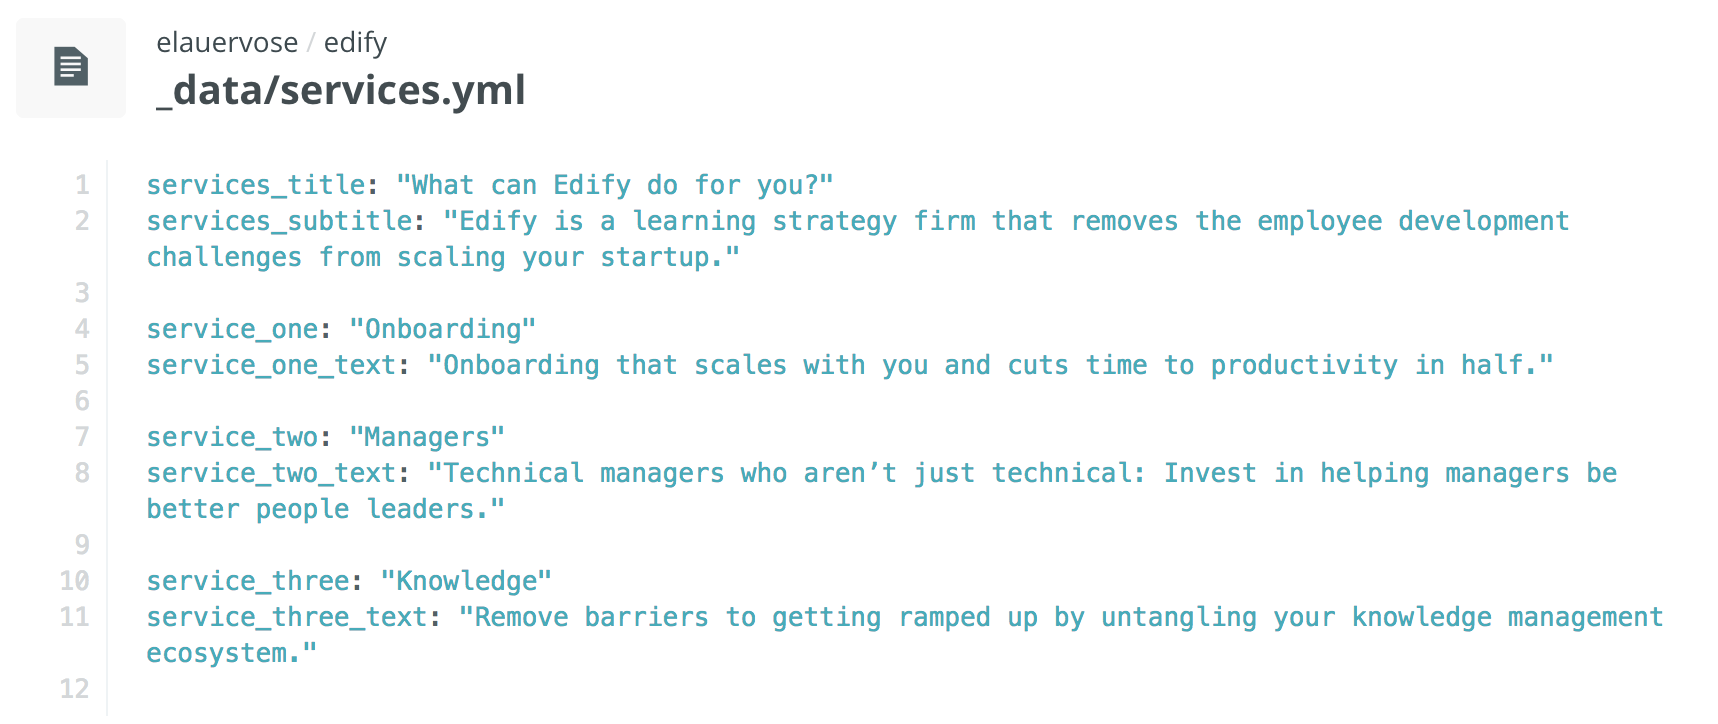 elauervose / edify
_data/services.yml
1 services_title: "What can Edify do for you?"
2 services_subtitle: "Edify is a learning strategy firm that removes the employee development
challenges from scaling your startup."
3
4 service_one: "Onboarding"
5 service_one_text: "Onboarding that scales with you and cuts time to productivity in half."
6
7 service_two: "Managers"
8 service_two_text: "Technical managers who aren’t just technical: Invest in helping managers be
better people leaders."
9
10 service_three: "Knowledge"
11 service_three_text: "Remove barriers to getting ramped up by untangling your knowledge management
ecosystem."
12